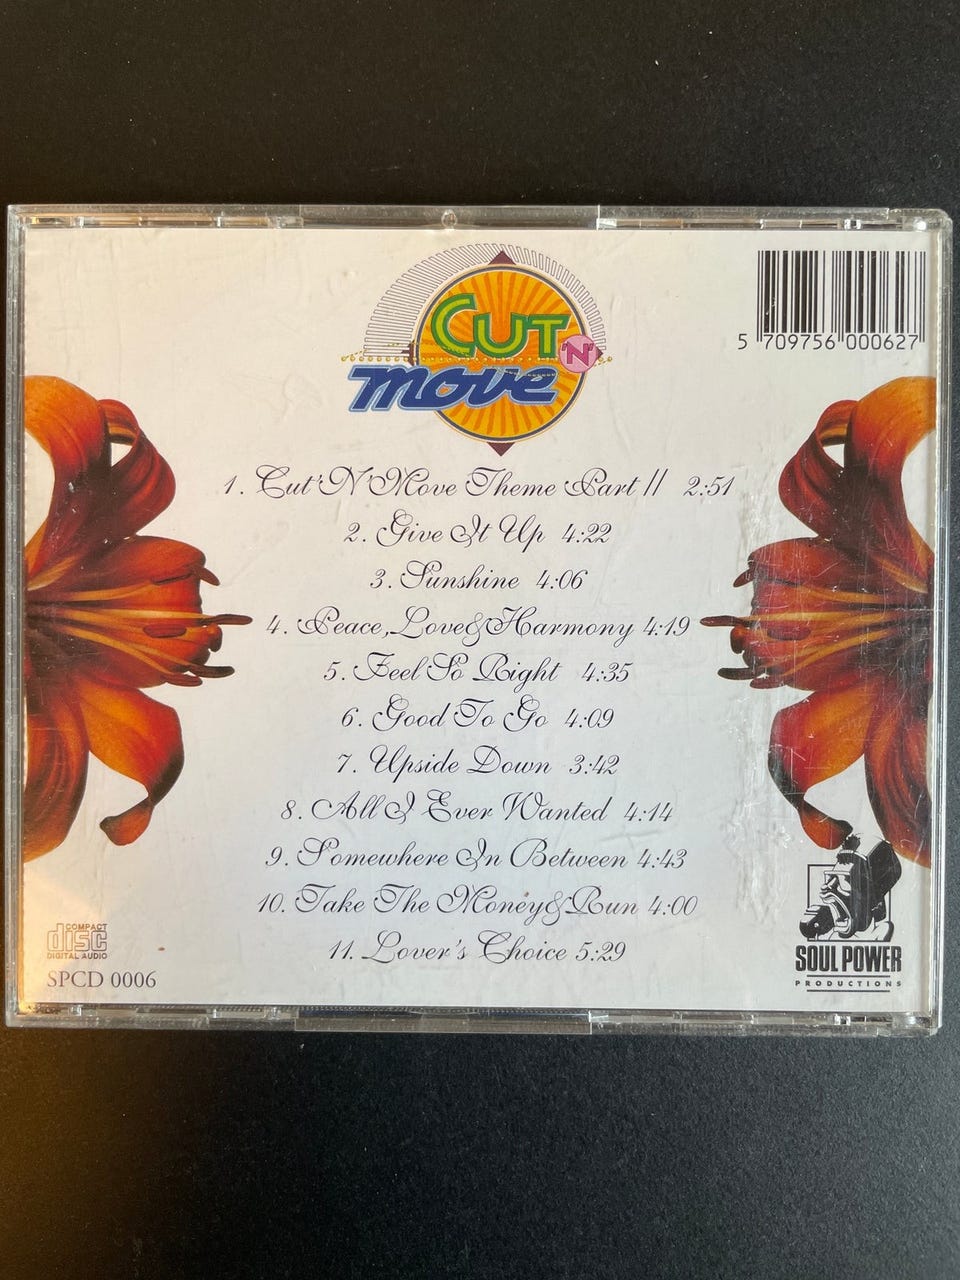 CUT
'N'
move
5 709756 000627
1. Cut'N'Move Theme Part II 2:51
2. Give It Up 4:22
3. Sunshine 4:06
4. Peace, Love & Harmony 4:19
5. Feel So Right 4:35
6. Good To Go 4:09
7. Upside Down 3:42
8. All I Ever Wanted 4:14
9. Somewhere In Between 4:43
10. Take The Money & Run 4:00
11. Lover's Choice 5:29
COMPACT
disc
DIGITAL AUDIO
SPCD 0006
SOUL POWER
PRODUCTIONS